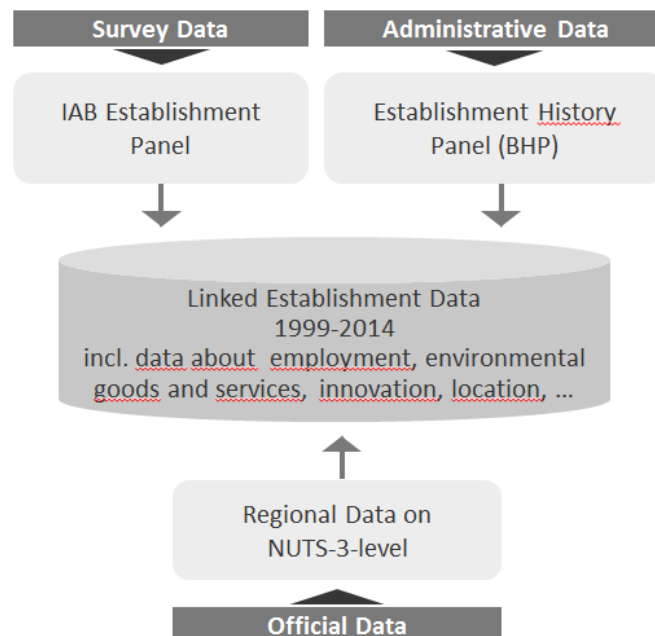 Survey Data
Administrative Data
IAB Establishment
Panel
Establishment History
Panel (BHP)
Linked Establishment Data
1999-2014
incl. data about employment, environmental
goods and services, innovation, location, ...
Regional Data on
NUTS-3-level
Official Data